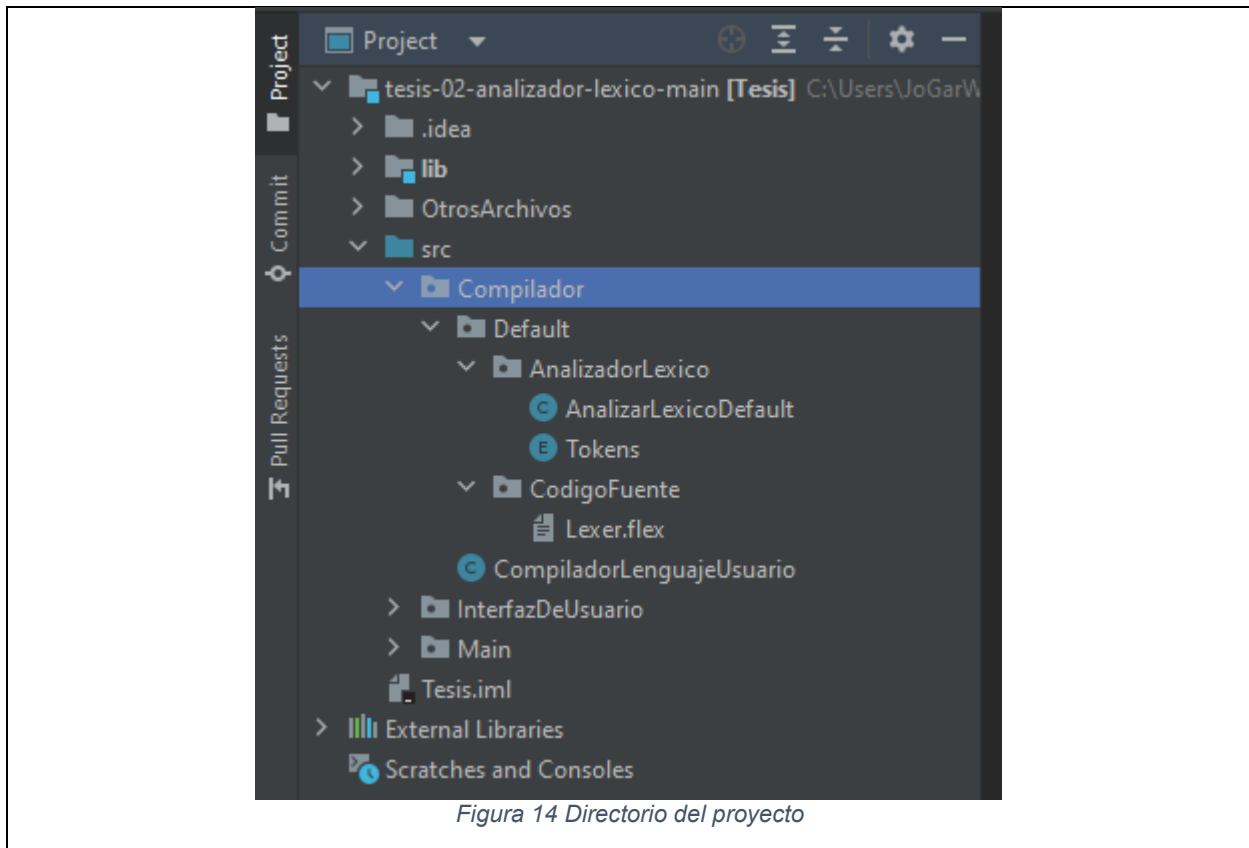 Project
Commit
Pull Requests
Project
tesis-02-analizador-lexico-main [Tesis] C:\Users\JoGarW
.idea
lib
OtrosArchivos
src
Compilador
Default
AnalizadorLexico
C AnalizarLexicoDefault
E Tokens
CodigoFuente
Lexer.flex
C CompiladorLenguajeUsuario
InterfazDeUsuario
Main
Tesis.iml
External Libraries
Scratches and Consoles
Figura 14 Directorio del proyecto